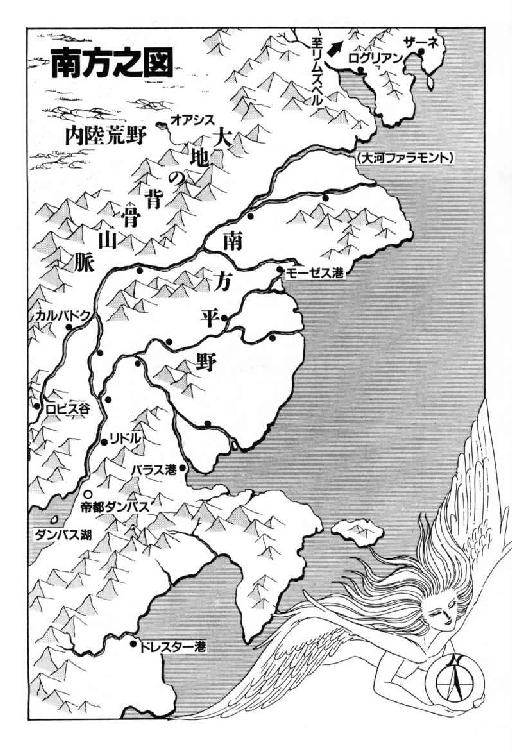 南方之図
至リムズベル
ザーネ
ログリアン
オアシス
内陸荒野
大地の背骨山脈
(大河ファラモント)
南方平野
モーゼス港
カルバドク
ロビス谷
リドル
バラス港
帝都ダンバス
ダンバス湖
ドレスター港
N